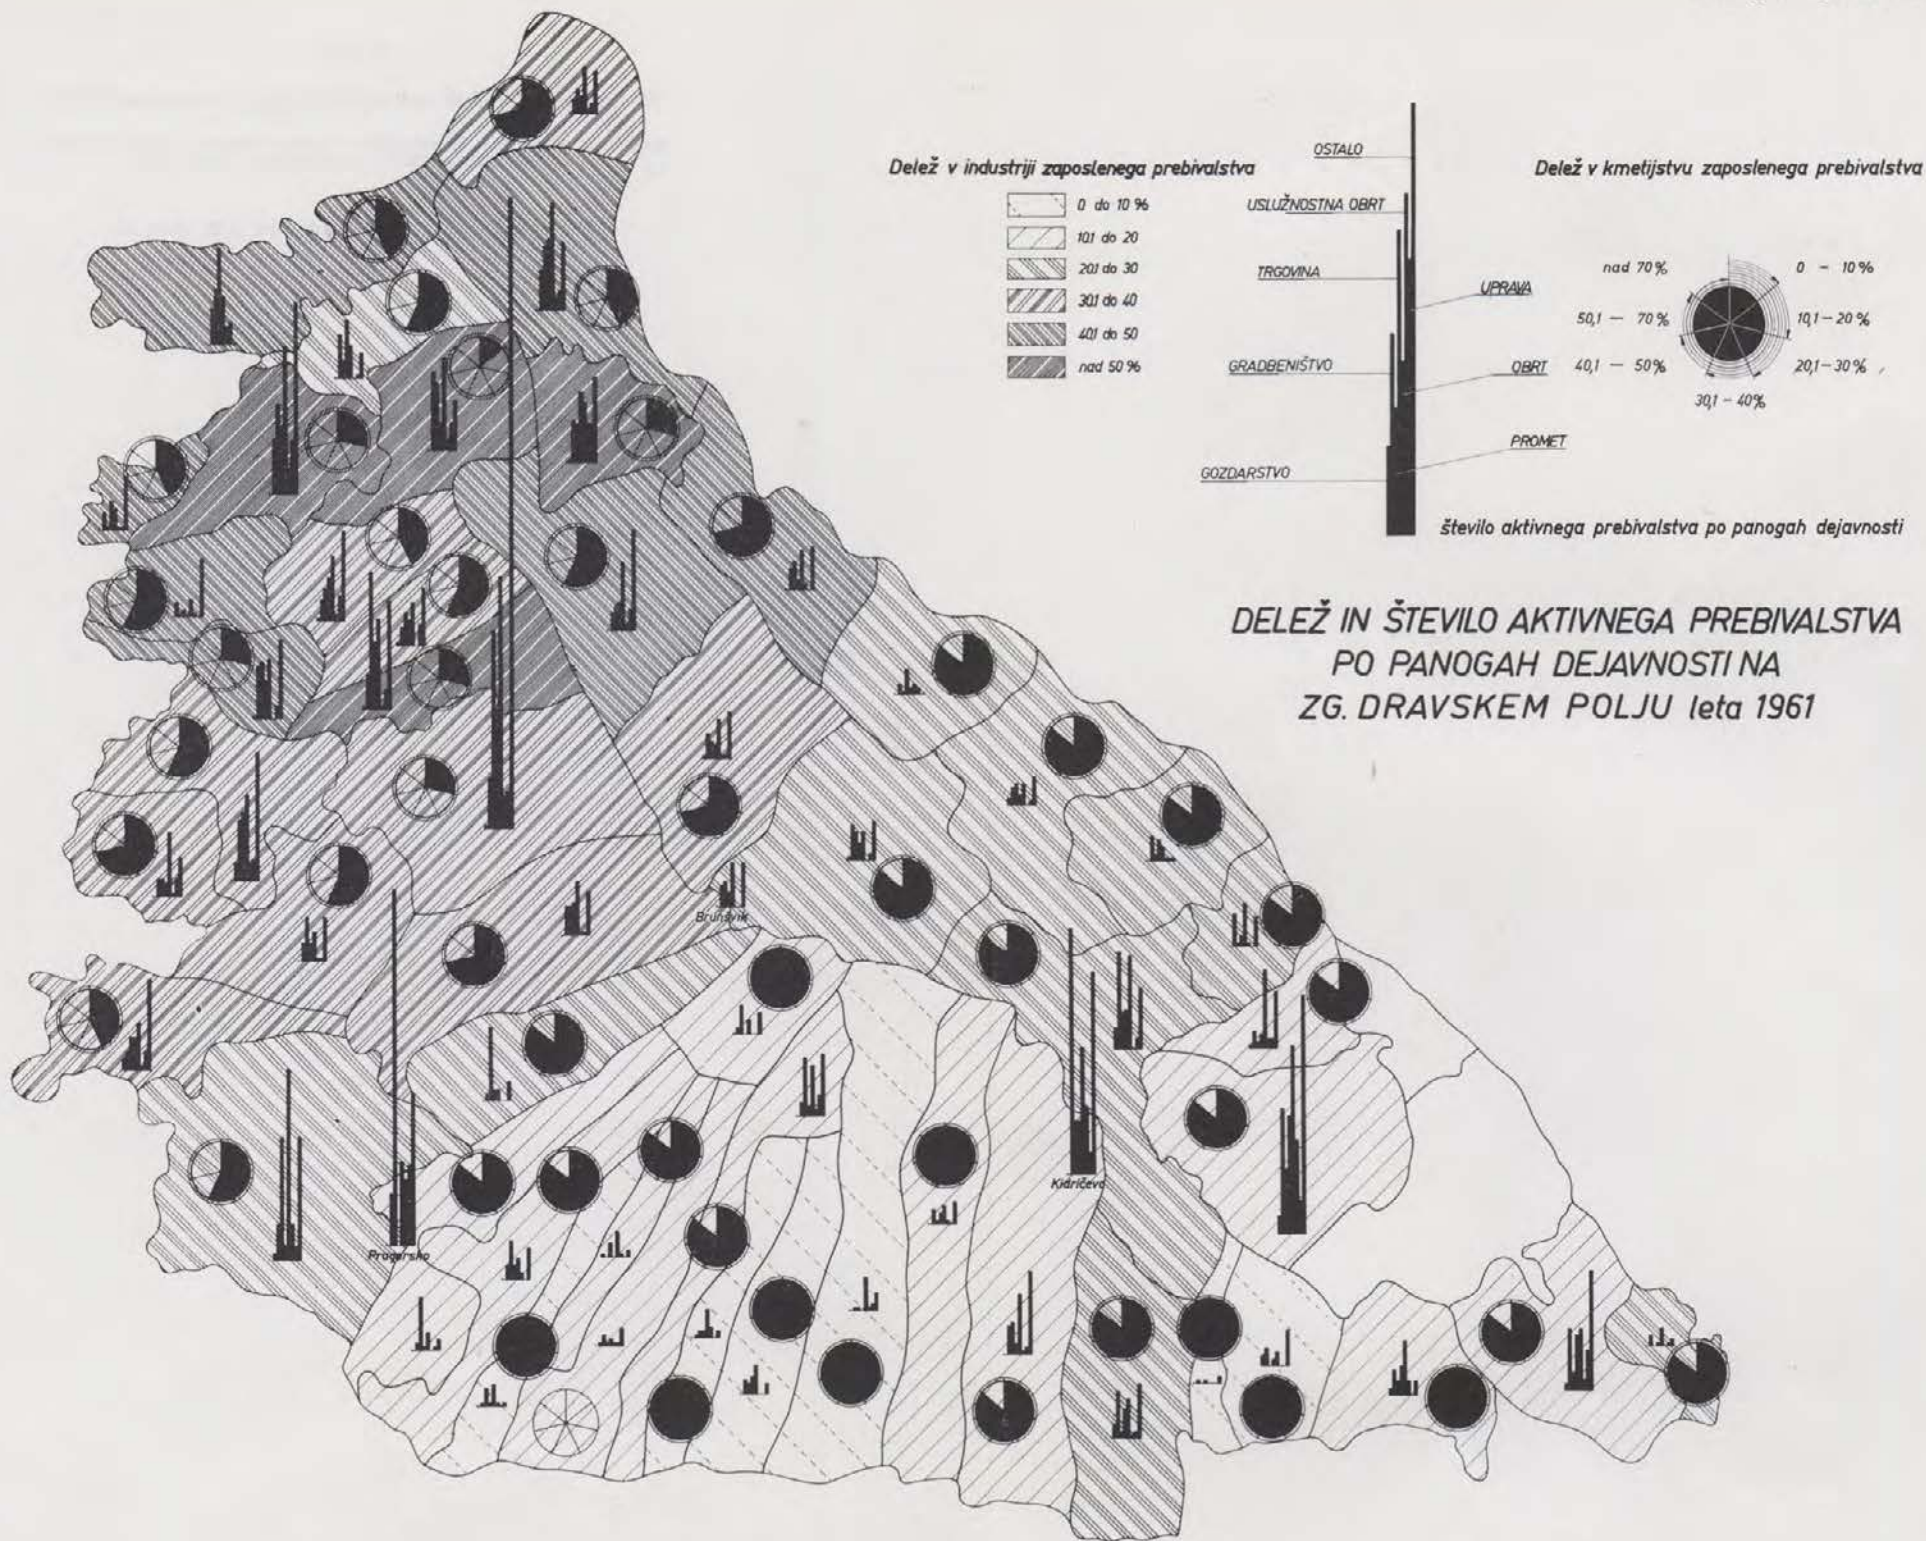 Delež v industriji zaposlenega prebivalstva
0 do 10 %
10,1 do 20
20,1 do 30
30,1 do 40
40,1 do 50
nad 50 %
OSTALO
USLUŽNOSTNA OBRT
TRGOVINA
UPRAVA
GRADBENIŠTVO
OBRT
PROMET
GOZDARSTVO
število aktivnega prebivalstva po panogah dejavnosti
Delež v kmetijstvu zaposlenega prebivalstva
nad 70 %
0 - 10 %
50,1 - 70 %
10,1 - 20 %
40,1 - 50 %
20,1 - 30 %
30,1 - 40 %
DELEŽ IN ŠTEVILO AKTIVNEGA PREBIVALSTVA
PO PANOGAH DEJAVNOSTI NA
ZG. DRAVSKEM POLJU leta 1961
Brunšvik
Kidričevo
Pragersko